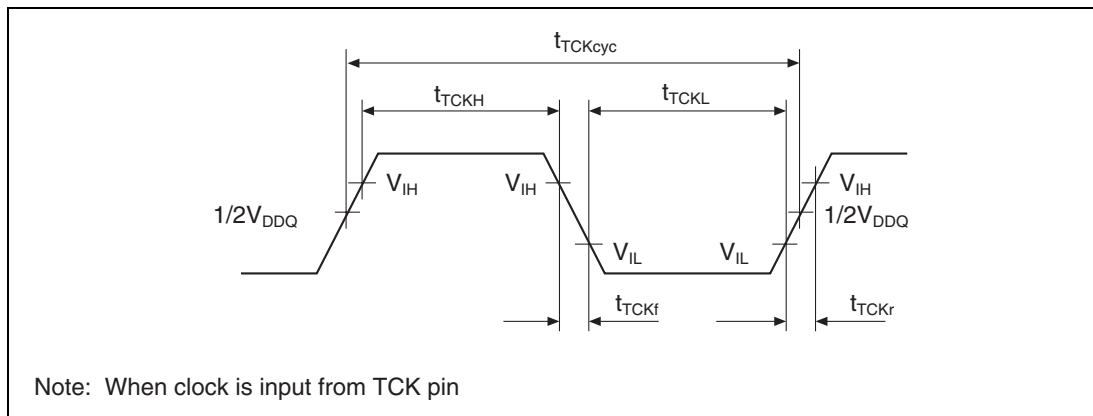 tTCKcyc
tTCKH
tTCKL
VIH
VIH
VIH
1/2VDDQ
1/2VDDQ
VIL
VIL
tTCKf
tTCKr
Note: When clock is input from TCK pin